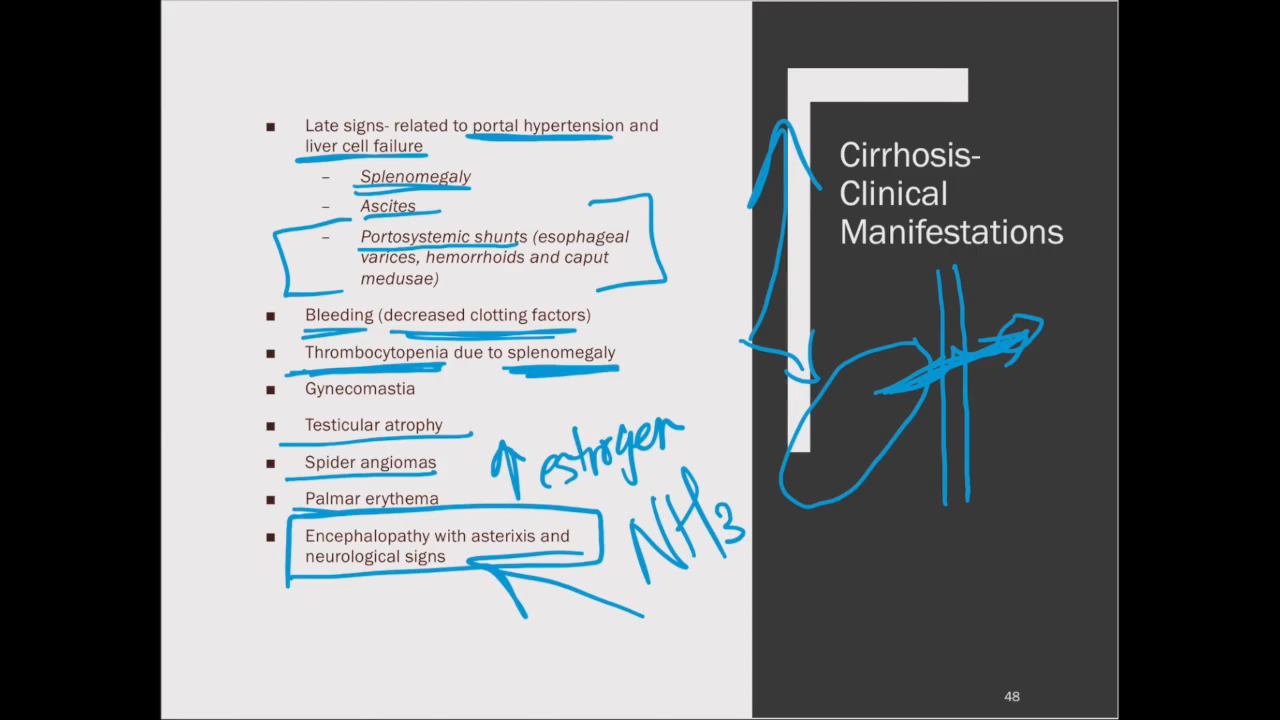 ■ Late signs- related to portal hypertension and
liver cell failure
– Splenomegaly
– Ascites
– Portosystemic shunts (esophageal
varices, hemorrhoids and caput
medusae)
■ Bleeding (decreased clotting factors)
■ Thrombocytopenia due to splenomegaly
■ Gynecomastia
■ Testicular atrophy
■ Spider angiomas
■ Palmar erythema
■ Encephalopathy with asterixis and
neurological signs
↑ estrogen
NH3
Cirrhosis-
Clinical
Manifestations
48